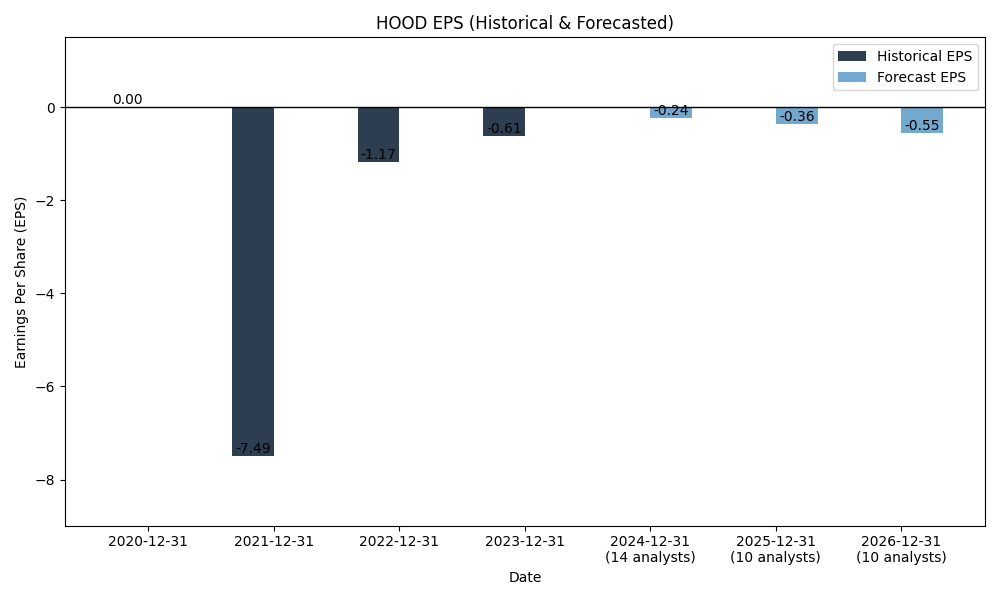 HOOD EPS (Historical & Forecasted)
Historical EPS
Forecast EPS
Earnings Per Share (EPS)
0
−2
−4
−6
−8
0.00
-7.49
-1.17
-0.61
-0.24
-0.36
-0.55
2020-12-31
2021-12-31
2022-12-31
2023-12-31
2024-12-31
(14 analysts)
2025-12-31
(10 analysts)
2026-12-31
(10 analysts)
Date